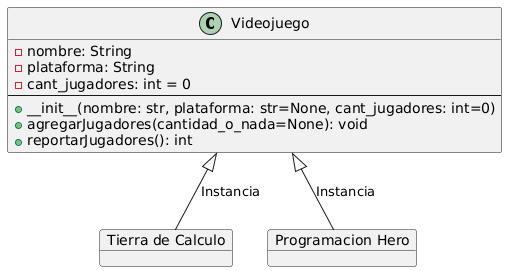 C Videojuego
nombre: String
plataforma: String
cant_jugadores: int = 0
__init__(nombre: str, plataforma: str=None, cant_jugadores: int=0)
agregarJugadores(cantidad_o_nada=None): void
reportarJugadores(): int
Instancia Instancia
Tierra de Calculo Programacion Hero